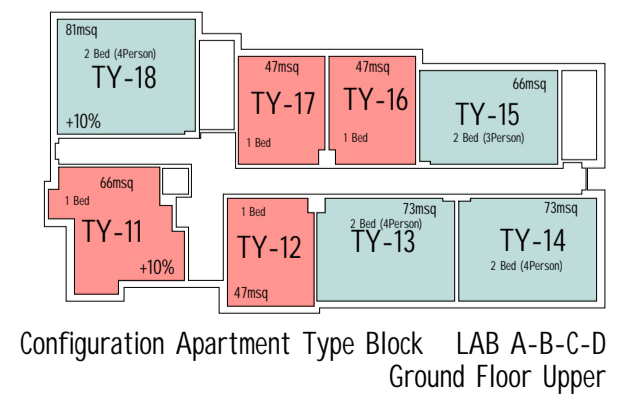 81msq
2 Bed (4Person)
TY-18
+10%
47msq
TY-17
1 Bed
47msq
TY-16
1 Bed
66msq
TY-15
2 Bed (3Person)
66msq
1 Bed
TY-11
+10%
1 Bed
TY-12
47msq
73msq
2 Bed (4Person)
TY-13
73msq
TY-14
2 Bed (4Person)
Configuration Apartment Type Block LAB A-B-C-D
Ground Floor Upper